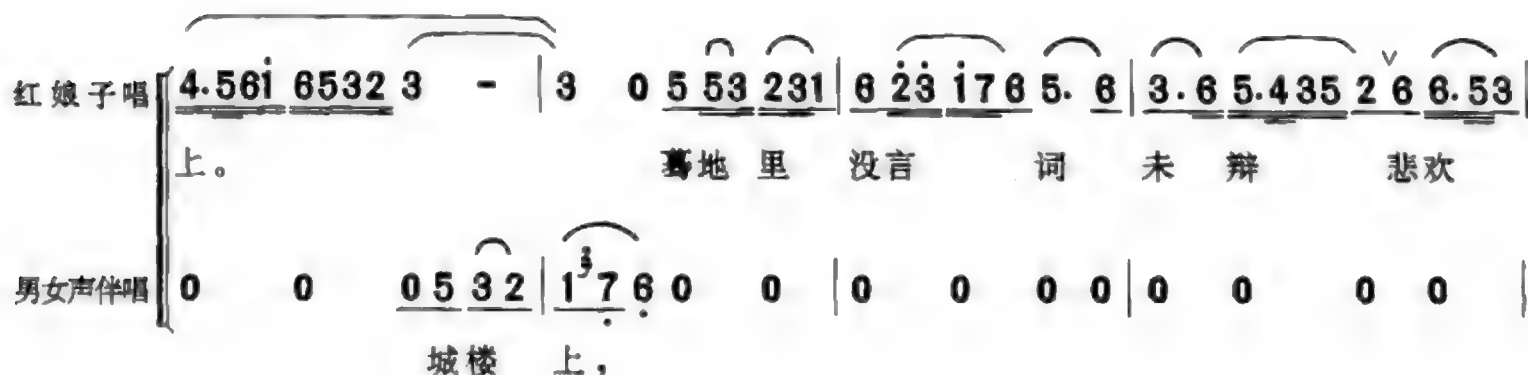 红娘子唱 4.56i 6532 3 - | 3 0 5 53 231 | 6 2̇3̇ i76 5. 6 | 3.6 5.435 2 6 6.53 |
上。 蓦地里 没言 词 未 辩 悲欢
男女声伴唱 0 0 05 32 | 1 7̣ 6̣ 0 0 | 0 0 0 0 | 0 0 0 0 |
城楼 上，